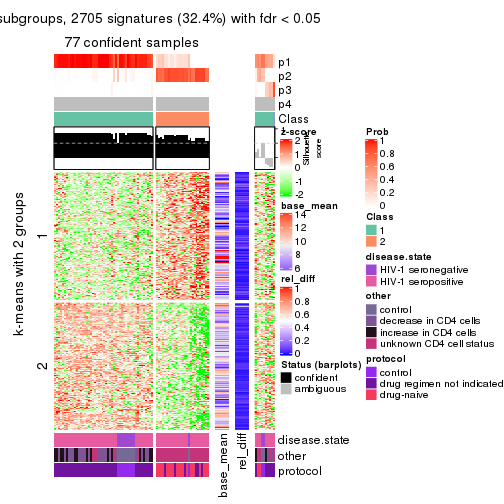 subgroups, 2705 signatures (32.4%) with fdr < 0.05
77 confident samples
p1
p2
p3
p4
Class
Silhouette
score
k-means with 2 groups
1
2
base_mean
rel_diff
disease.state
other
protocol
z-score
2
1
0
-1
-2
base_mean
14
12
10
8
6
rel_diff
1
0.8
0.6
0.4
0.2
0
Status (barplots)
confident
ambiguous
Prob
1
0.8
0.6
0.4
0.2
0
Class
1
2
disease.state
HIV-1 seronegative
HIV-1 seropositive
other
control
decrease in CD4 cells
increase in CD4 cells
unknown CD4 cell status
protocol
control
drug regimen not indicated
drug-naive